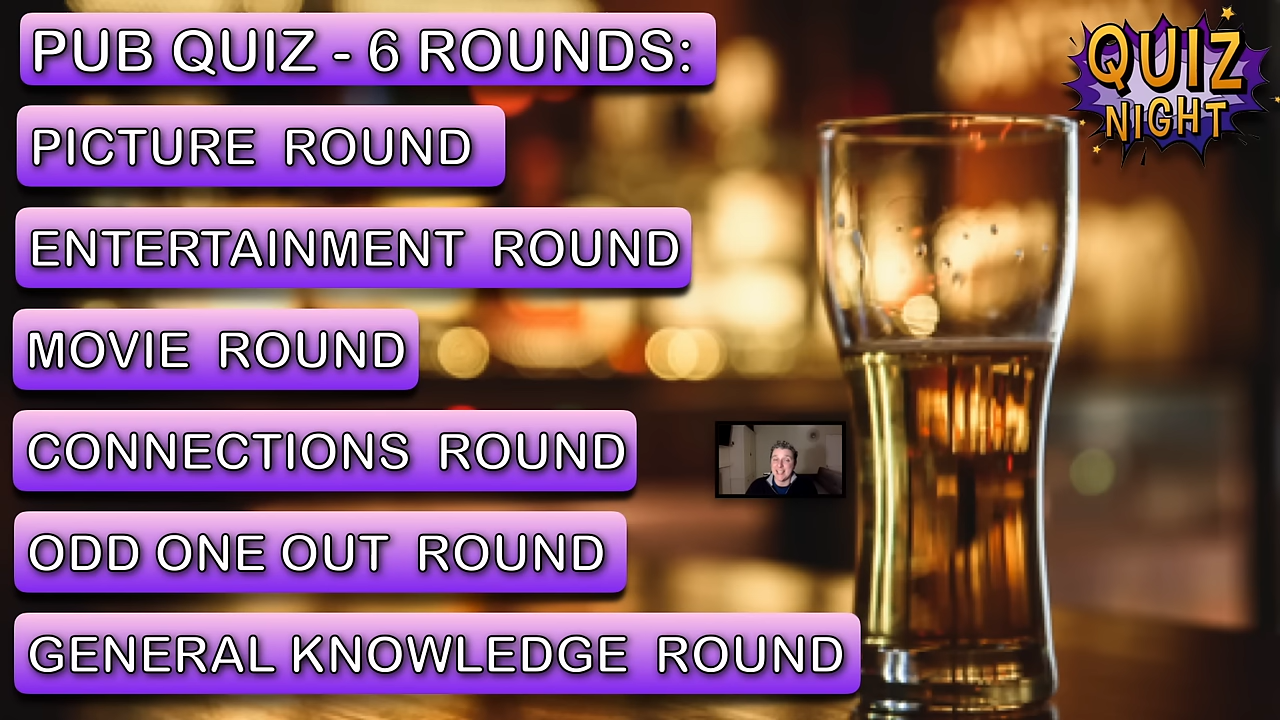 PUB QUIZ - 6 ROUNDS:
QUIZ
NIGHT
PICTURE ROUND
ENTERTAINMENT ROUND
MOVIE ROUND
CONNECTIONS ROUND
ODD ONE OUT ROUND
GENERAL KNOWLEDGE ROUND